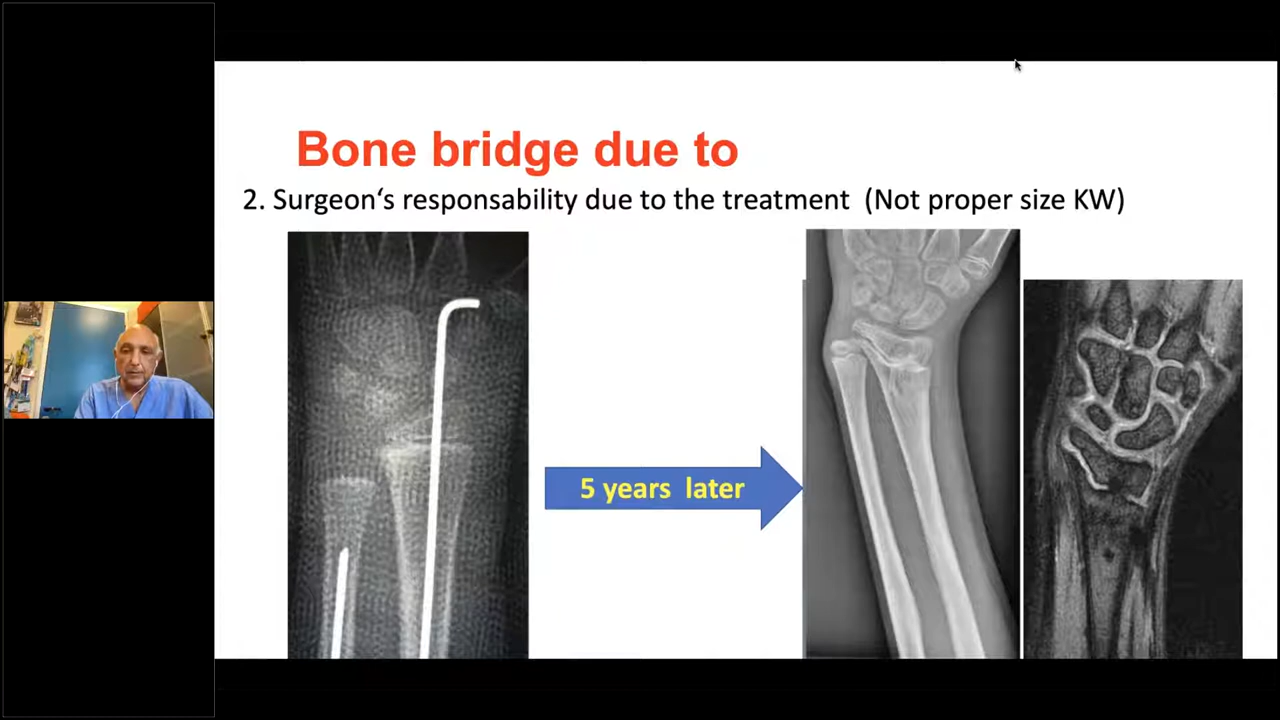 Bone bridge due to
2. Surgeon‘s responsability due to the treatment  (Not proper size KW)
5 years  later